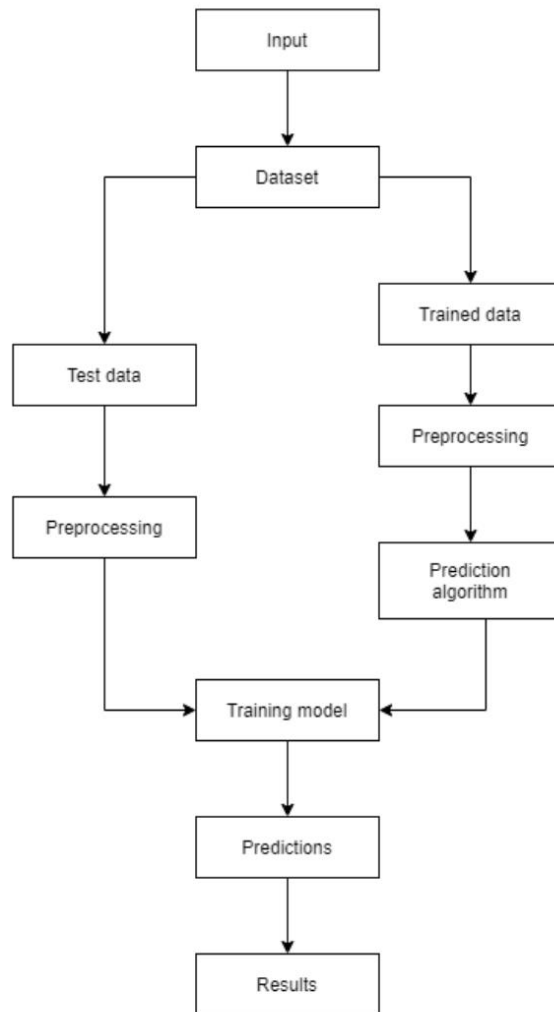 Input
Dataset
Trained data
Test data
Preprocessing
Preprocessing
Prediction
algorithm
Training model
Predictions
Results